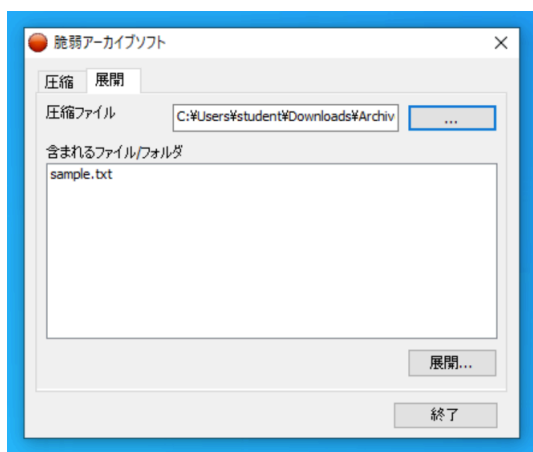 脆弱アーカイブソフト
圧縮 展開
圧縮ファイル C:¥Users¥student¥Downloads¥Archiv ...
含まれるファイル/フォルダ
sample.txt
展開...
終了